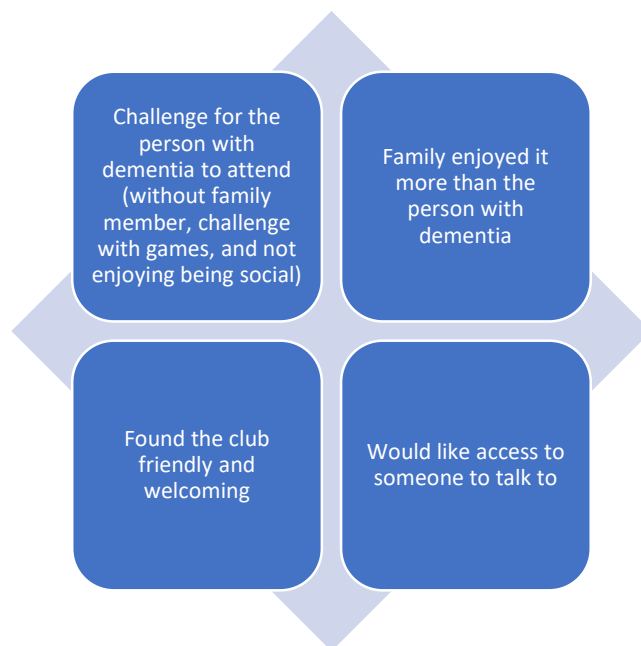 Challenge for the
person with
dementia to attend
(without family
member, challenge
with games, and not
enjoying being social)
Family enjoyed it
more than the
person with
dementia
Found the club
friendly and
welcoming
Would like access to
someone to talk to